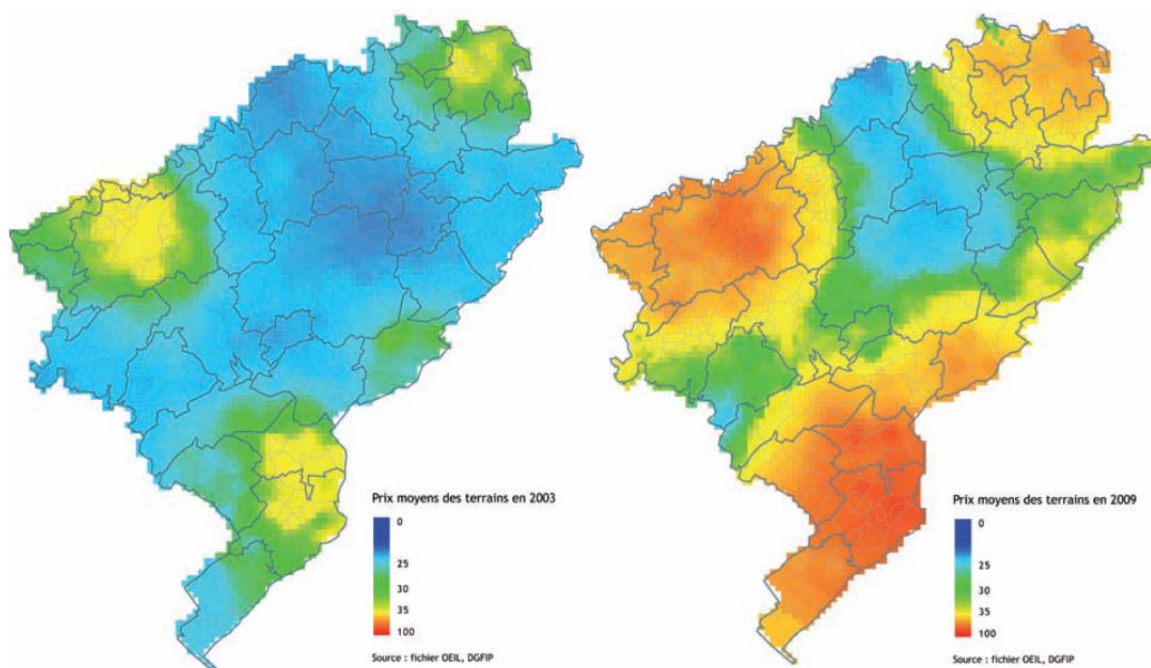 Prix moyens des terrains en 2003
0
25
30
35
100
Source : fichier OEIL, DGFIP
Prix moyens des terrains en 2009
0
25
30
35
100
Source : fichier OEIL, DGFIP